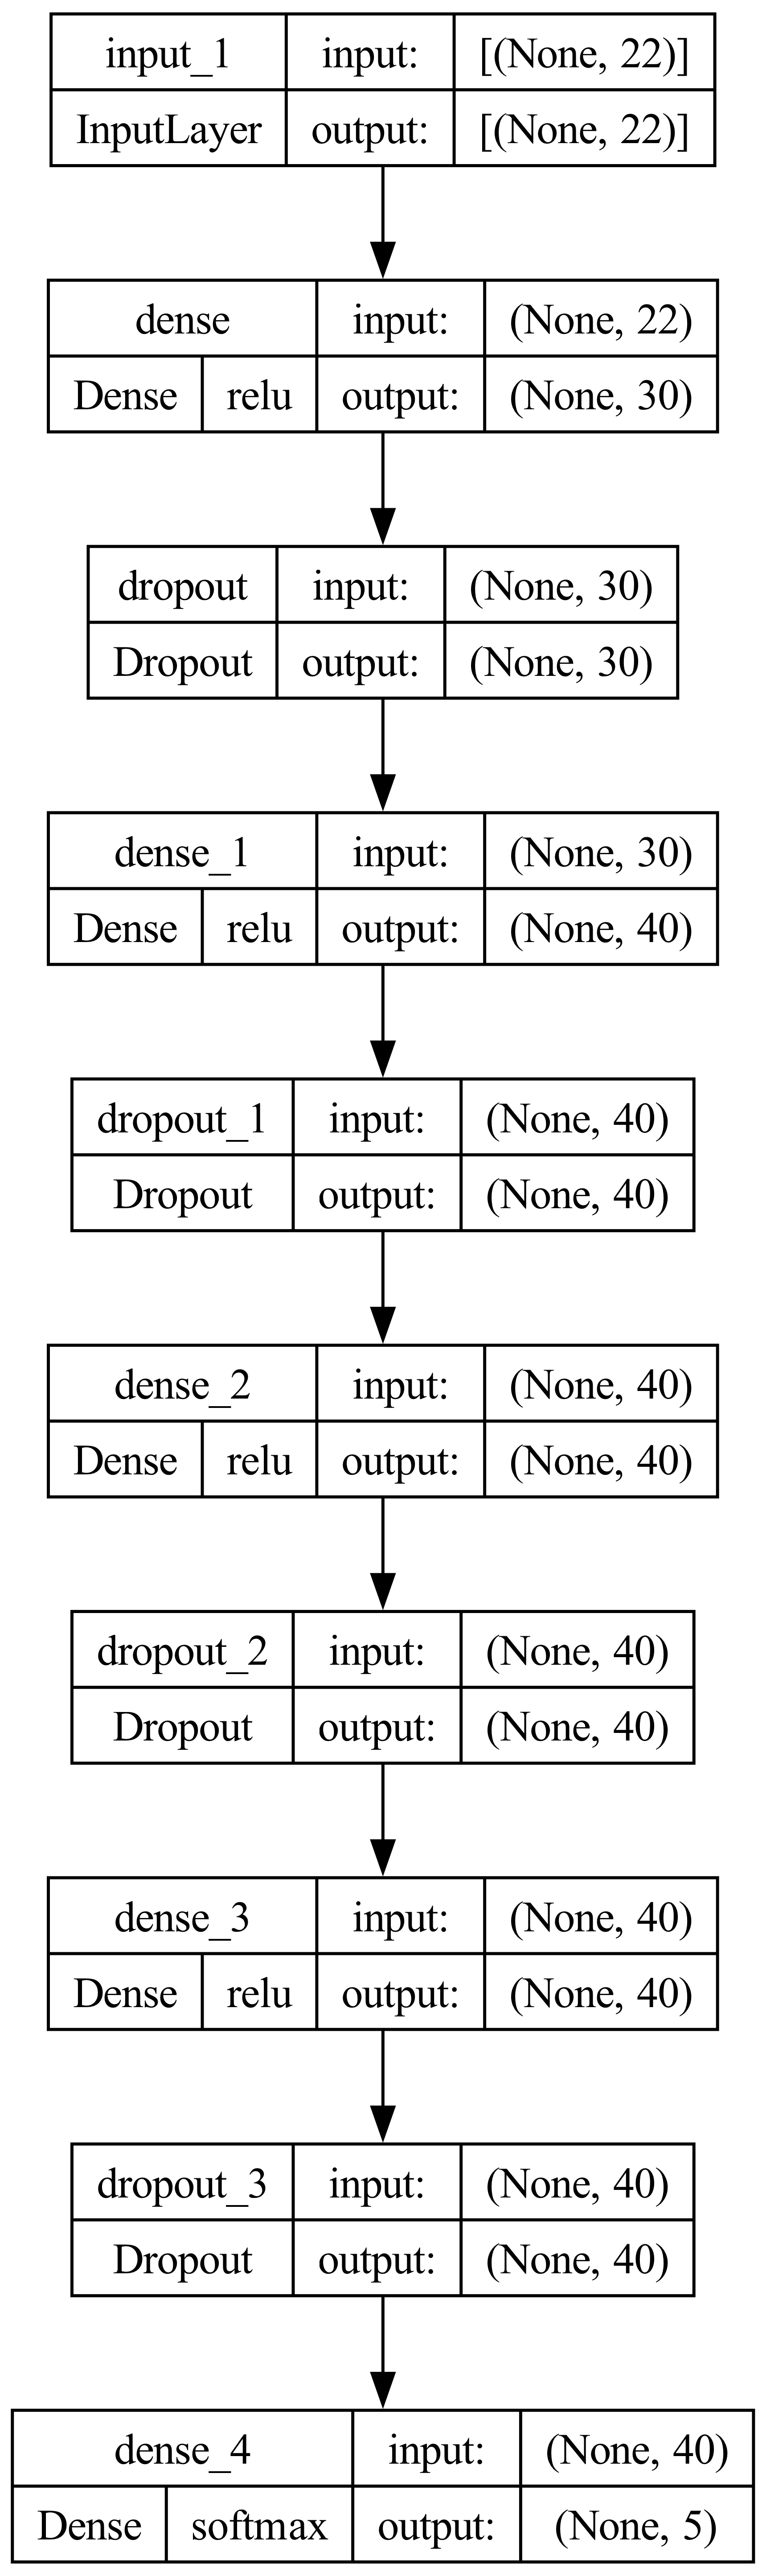 input_1 input: [(None, 22)]
InputLayer output: [(None, 22)]
dense input: (None, 22)
Dense relu output: (None, 30)
dropout input: (None, 30)
Dropout output: (None, 30)
dense_1 input: (None, 30)
Dense relu output: (None, 40)
dropout_1 input: (None, 40)
Dropout output: (None, 40)
dense_2 input: (None, 40)
Dense relu output: (None, 40)
dropout_2 input: (None, 40)
Dropout output: (None, 40)
dense_3 input: (None, 40)
Dense relu output: (None, 40)
dropout_3 input: (None, 40)
Dropout output: (None, 40)
dense_4 input: (None, 40)
Dense softmax output: (None, 5)